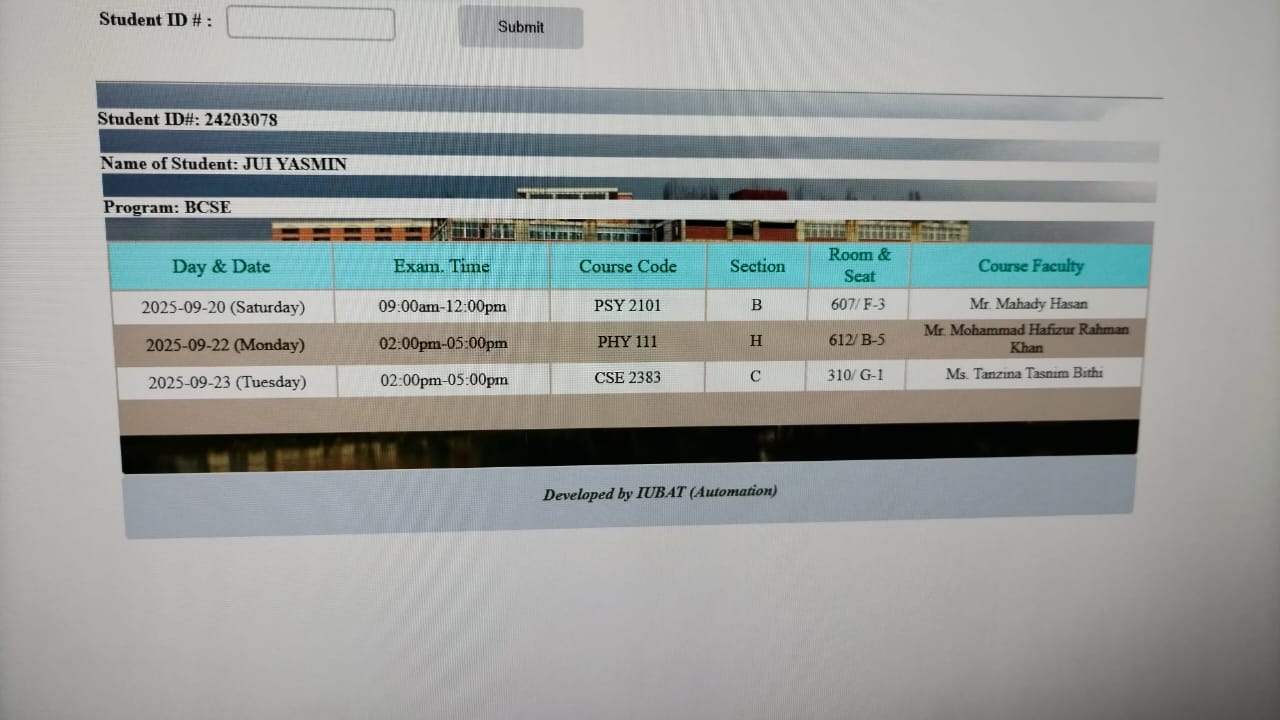 Student ID # :
Submit
Student ID#: 24203078
Name of Student: JUI YASMIN
Program: BCSE
Day & Date Exam. Time Course Code Section Room & Seat Course Faculty
2025-09-20 (Saturday) 09:00am-12:00pm PSY 2101 B 607/ F-3 Mr. Mahady Hasan
2025-09-22 (Monday) 02:00pm-05:00pm PHY 111 H 612/ B-5 Mr. Mohammad Hafizur Rahman Khan
2025-09-23 (Tuesday) 02:00pm-05:00pm CSE 2383 C 310/ G-1 Ms. Tanzina Tasnim Bithi
Developed by IUBAT (Automation)